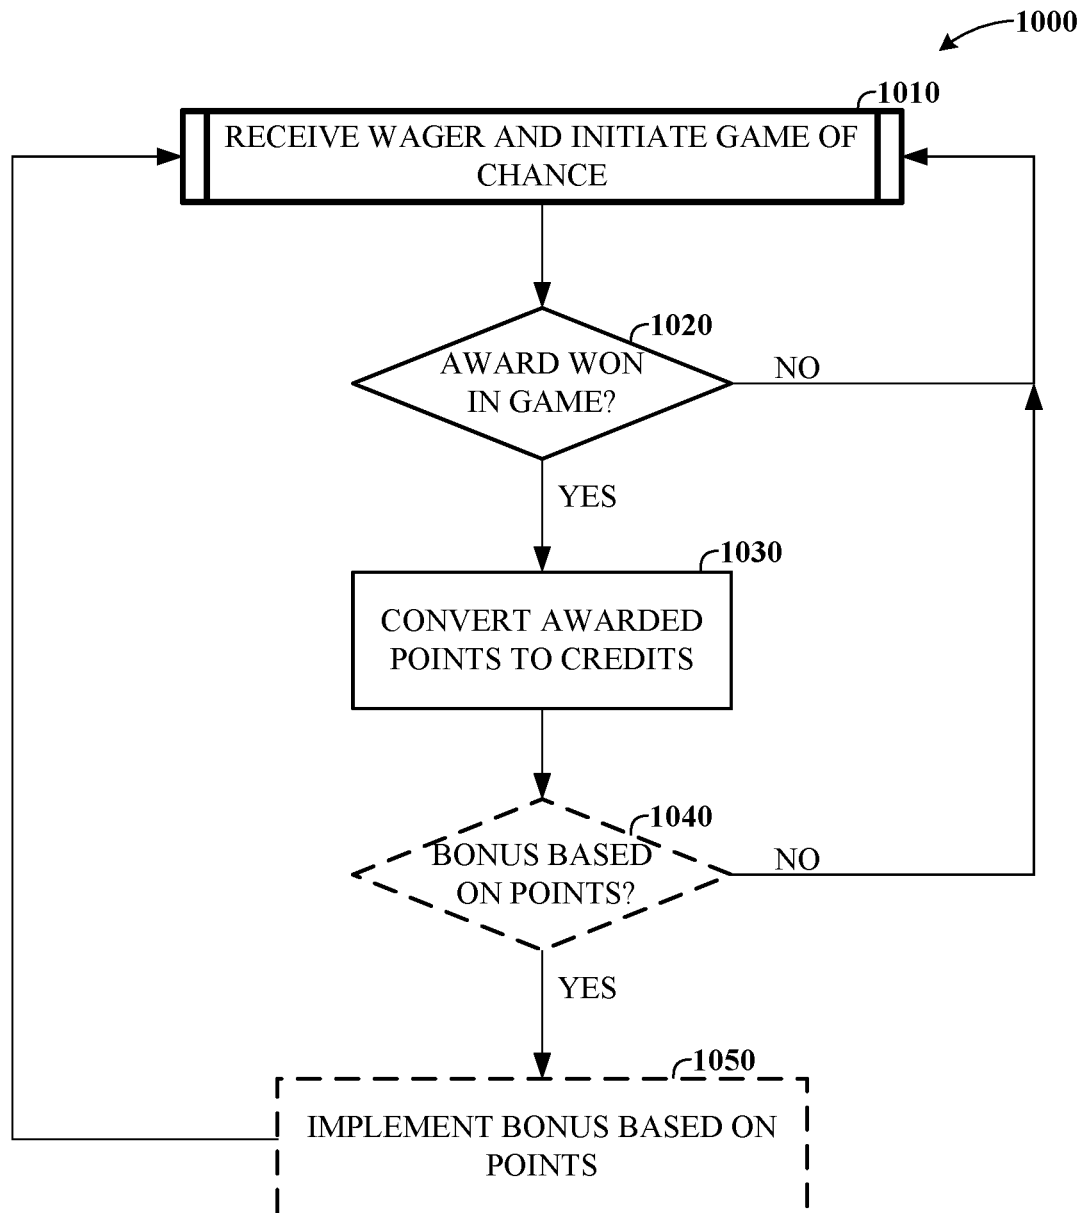 1000
1010
RECEIVE WAGER AND INITIATE GAME OF
CHANCE
1020
AWARD WON
IN GAME?
NO
YES
1030
CONVERT AWARDED
POINTS TO CREDITS
1040
BONUS BASED
ON POINTS?
NO
YES
1050
IMPLEMENT BONUS BASED ON
POINTS